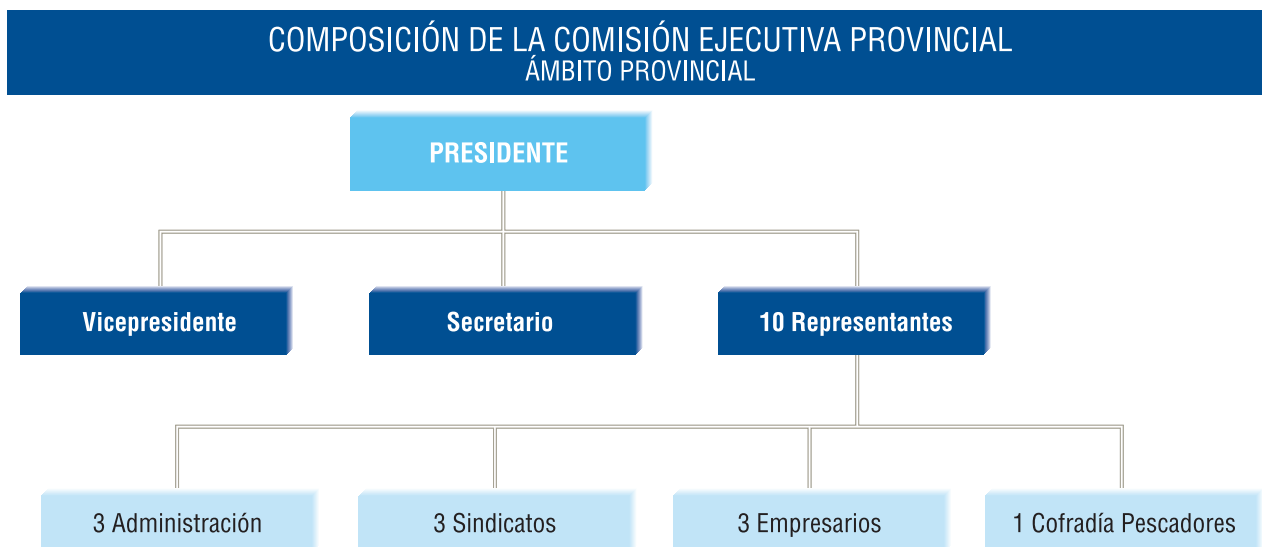 COMPOSICIÓN DE LA COMISIÓN EJECUTIVA PROVINCIAL
ÁMBITO PROVINCIAL
PRESIDENTE
Vicepresidente
Secretario
10 Representantes
3 Administración
3 Sindicatos
3 Empresarios
1 Cofradía Pescadores